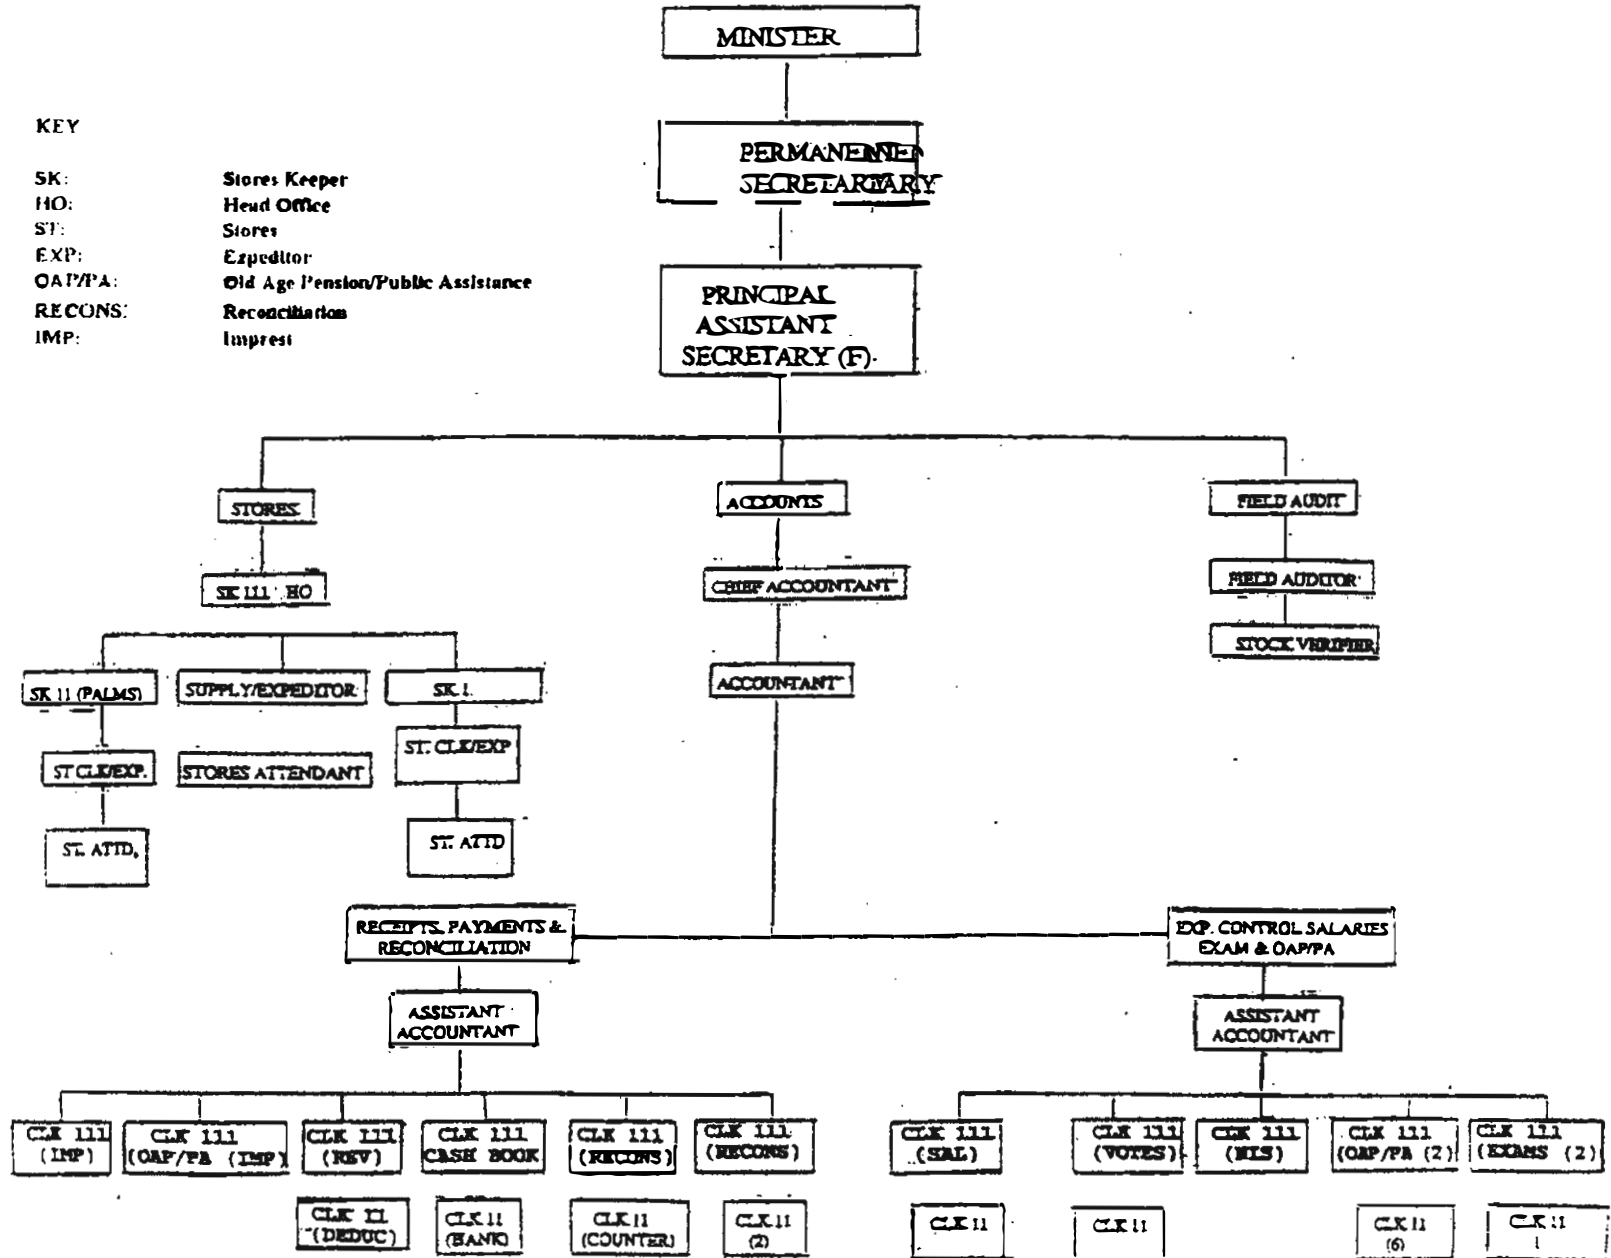 MINISTER
KEY
PERMANENT
SECRETARY
SK: Stores Keeper
HO: Head Office
ST: Stores
EXP: Expeditor
OAP/PA: Old Age Pension/Public Assistance
RECONS: Reconciliation
IMP: Imprest
PRINCIPAL
ASSISTANT
SECRETARY (F)
STORES
ACCOUNTS
FIELD AUDIT
SK 111 HO
CHIEF ACCOUNTANT
FIELD AUDITOR
STOCK VERIFIER
SK 11 (PALMS)
SUPPLY/EXPEDITOR
SK 1
ACCOUNTANT
ST CLK/EXP.
STORES ATTENDANT
ST. CLK/EXP
ST. ATTD,
ST. ATTD
RECEIPTS, PAYMENTS &
RECONCILIATION
EXP. CONTROL SALARIES
EXAM & OAP/PA
ASSISTANT
ACCOUNTANT
ASSISTANT
ACCOUNTANT
CLK 111
(IMP)
CLK 111
(OAP/PA (IMP)
CLK 111
(REV)
CLK 111
CASH BOOK
CLK 111
(RECONS)
CLK 111
(RECONS)
CLK 111
(SAL)
CLK 111
(VOTES)
CLK 111
(NIS)
CLK 111
(OAP/PA (2)
CLK 111
(EXAMS (2)
CLK 11
(DEDUC)
CLK 11
(BANK)
CLK 11
(COUNTER)
CLK 11
(2)
CLK 11
CLK 11
CLK 11
(6)
CLK 11